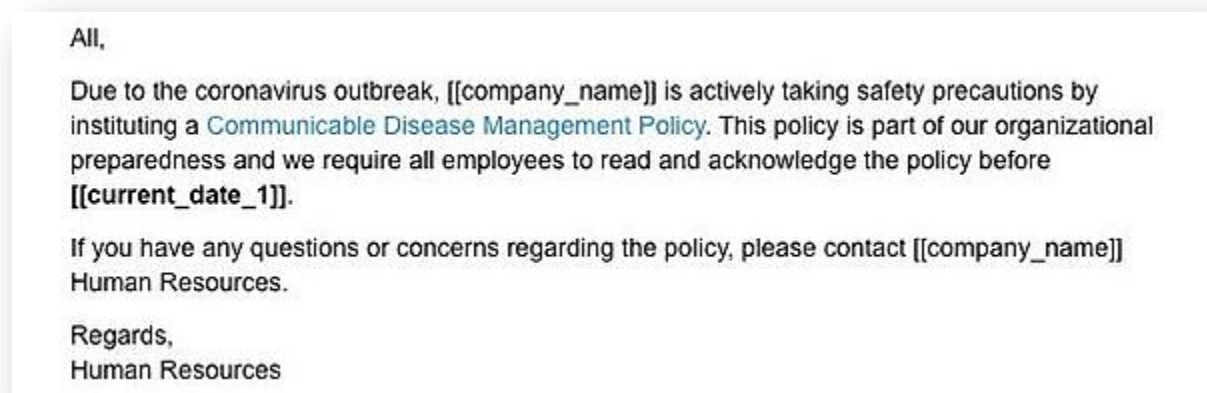 All,
Due to the coronavirus outbreak, [[company_name]] is actively taking safety precautions by
instituting a Communicable Disease Management Policy. This policy is part of our organizational
preparedness and we require all employees to read and acknowledge the policy before
[[current_date_1]].
If you have any questions or concerns regarding the policy, please contact [[company_name]]
Human Resources.
Regards,
Human Resources